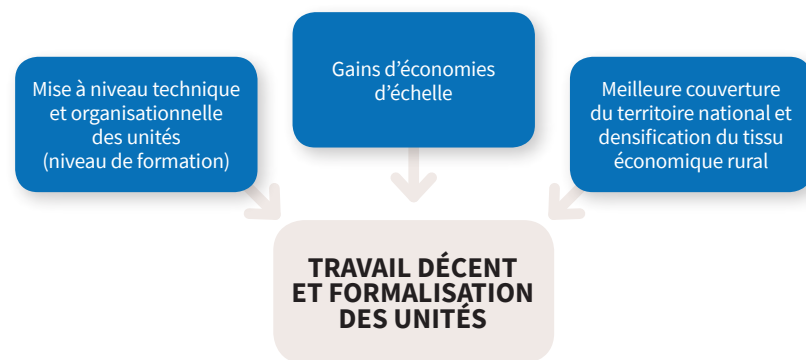 Mise à niveau technique
et organisationnelle
des unités
(niveau de formation)
Gains d’économies
d’échelle
Meilleure couverture
du territoire national et
densification du tissu
économique rural
TRAVAIL DÉCENT
ET FORMALISATION
DES UNITÉS